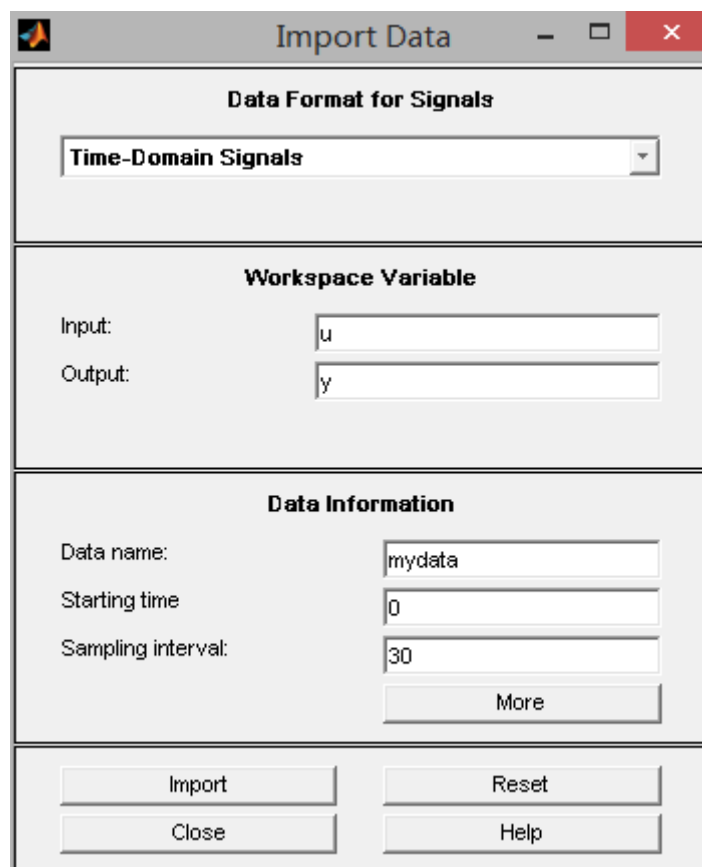 Import Data
Data Format for Signals
Time-Domain Signals
Workspace Variable
Input: u
Output: y
Data Information
Data name: mydata
Starting time 0
Sampling interval: 30
More
Import Reset
Close Help